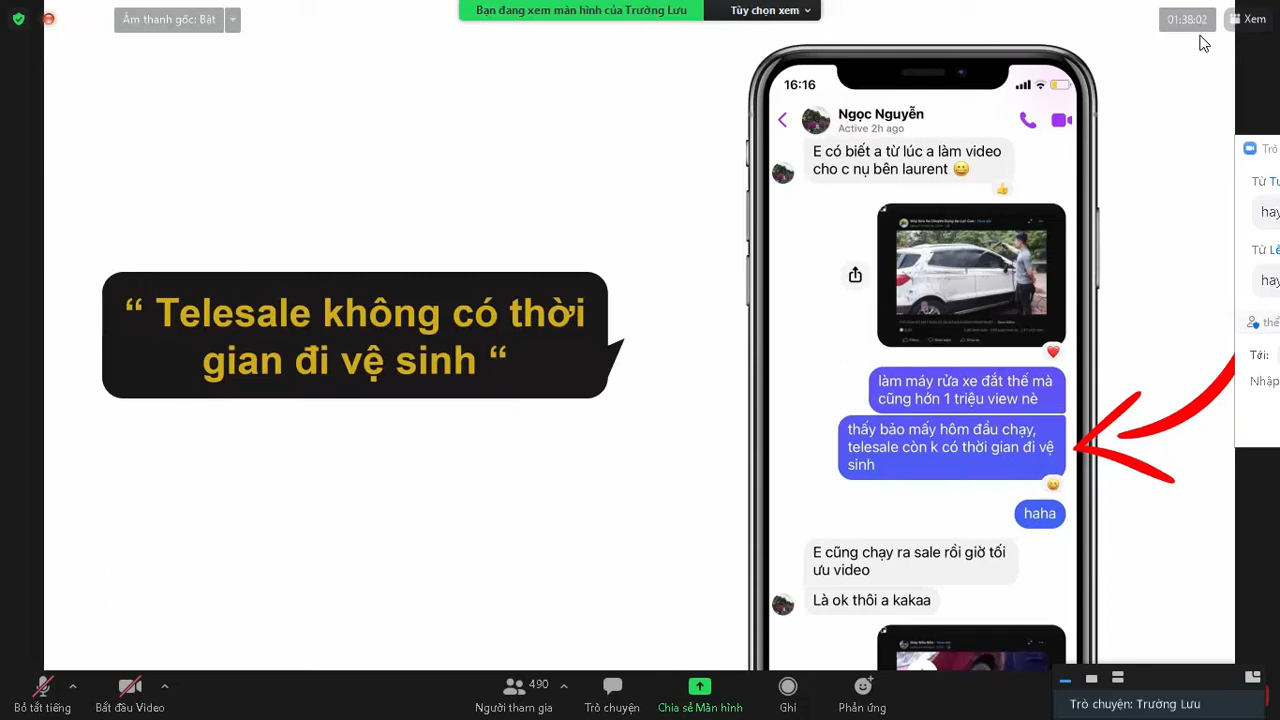 Âm thanh gốc: Bật
Bạn đang xem màn hình của Trường Lưu
Tùy chọn xem
01:38:02
Xem
16:16
Ngọc Nguyễn
Active 2h ago
E có biết a từ lúc a làm video
cho c nụ bên laurent 😄
“ Telesale không có thời
gian đi vệ sinh “
làm máy rửa xe đắt thế mà
cũng hớn 1 triệu view nè
thấy bảo mấy hôm đầu chạy,
telesale còn k có thời gian đi vệ
sinh
haha
E cũng chạy ra sale rồi giờ tối
ưu video
Là ok thôi a kakaa
Trò
Từ Tu
hay
Từ Lê
hay
Tới:
Nhập
Bỏ tắt tiếng
Bắt đầu Video
490
Người tham gia
Trò chuyện
Chia sẻ Màn hình
Ghi
Phản ứng
Trò chuyện: Trường Lưu